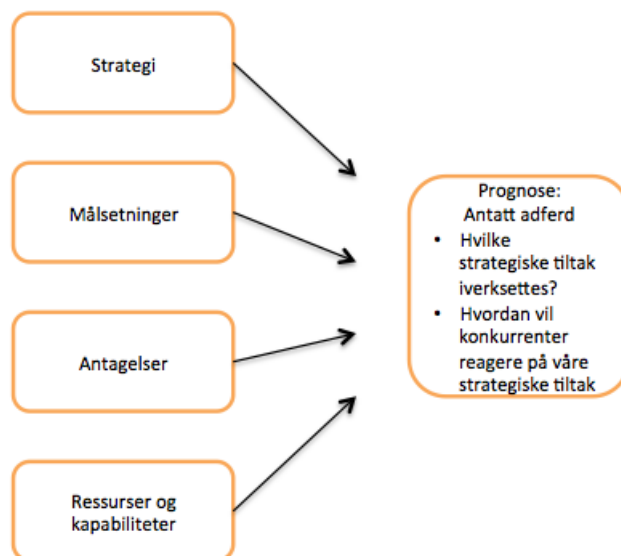 Strategi
Målsetninger
Antagelser
Ressurser og
kapabiliteter
Prognose:
Antatt adferd
• Hvilke
strategiske tiltak
iverksettes?
• Hvordan vil
konkurrenter
reagere på våre
strategiske tiltak